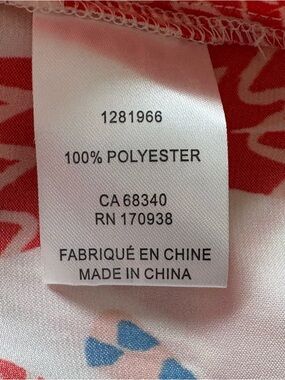 1281966
100% POLYESTER
CA 68340
RN 170938
FABRIQUÉ EN CHINE
MADE IN CHINA